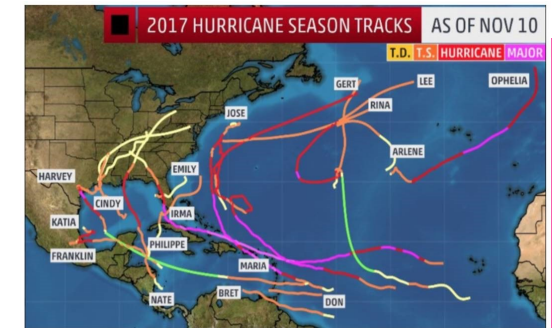 2017 HURRICANE SEASON TRACKS
AS OF NOV 10
T.D. T.S. HURRICANE MAJOR
GERT
LEE
OPHELIA
RINA
JOSE
ARLENE
EMILY
HARVEY
CINDY
IRMA
KATIA
PHILIPPE
FRANKLIN
MARIA
BRET
NATE
DON